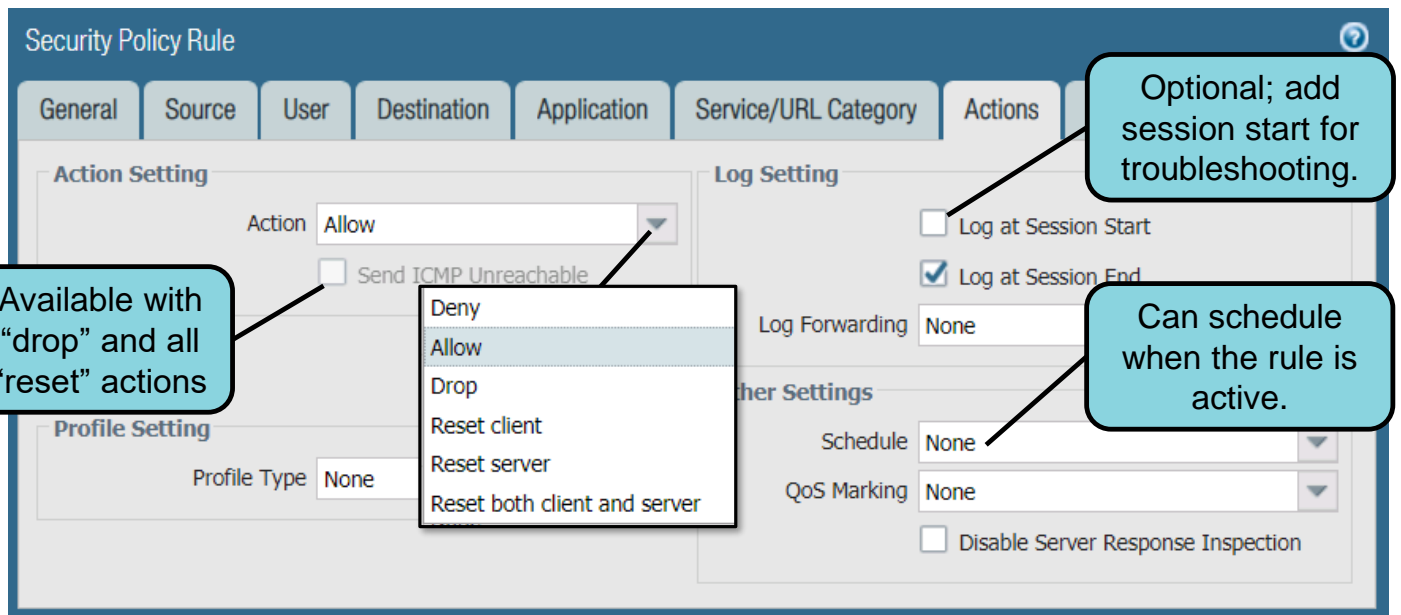 Security Policy Rule
General Source User Destination Application Service/URL Category Actions
Optional; add
session start for
troubleshooting.
Action Setting
Action Allow
Send ICMP Unreachable
Deny
Allow
Drop
Reset client
Reset server
Reset both client and server
Available with
“drop” and all
“reset” actions
Profile Setting
Profile Type None
Log Setting
Log at Session Start
Log at Session End
Log Forwarding None
Can schedule
when the rule is
active.
Other Settings
Schedule None
QoS Marking None
Disable Server Response Inspection